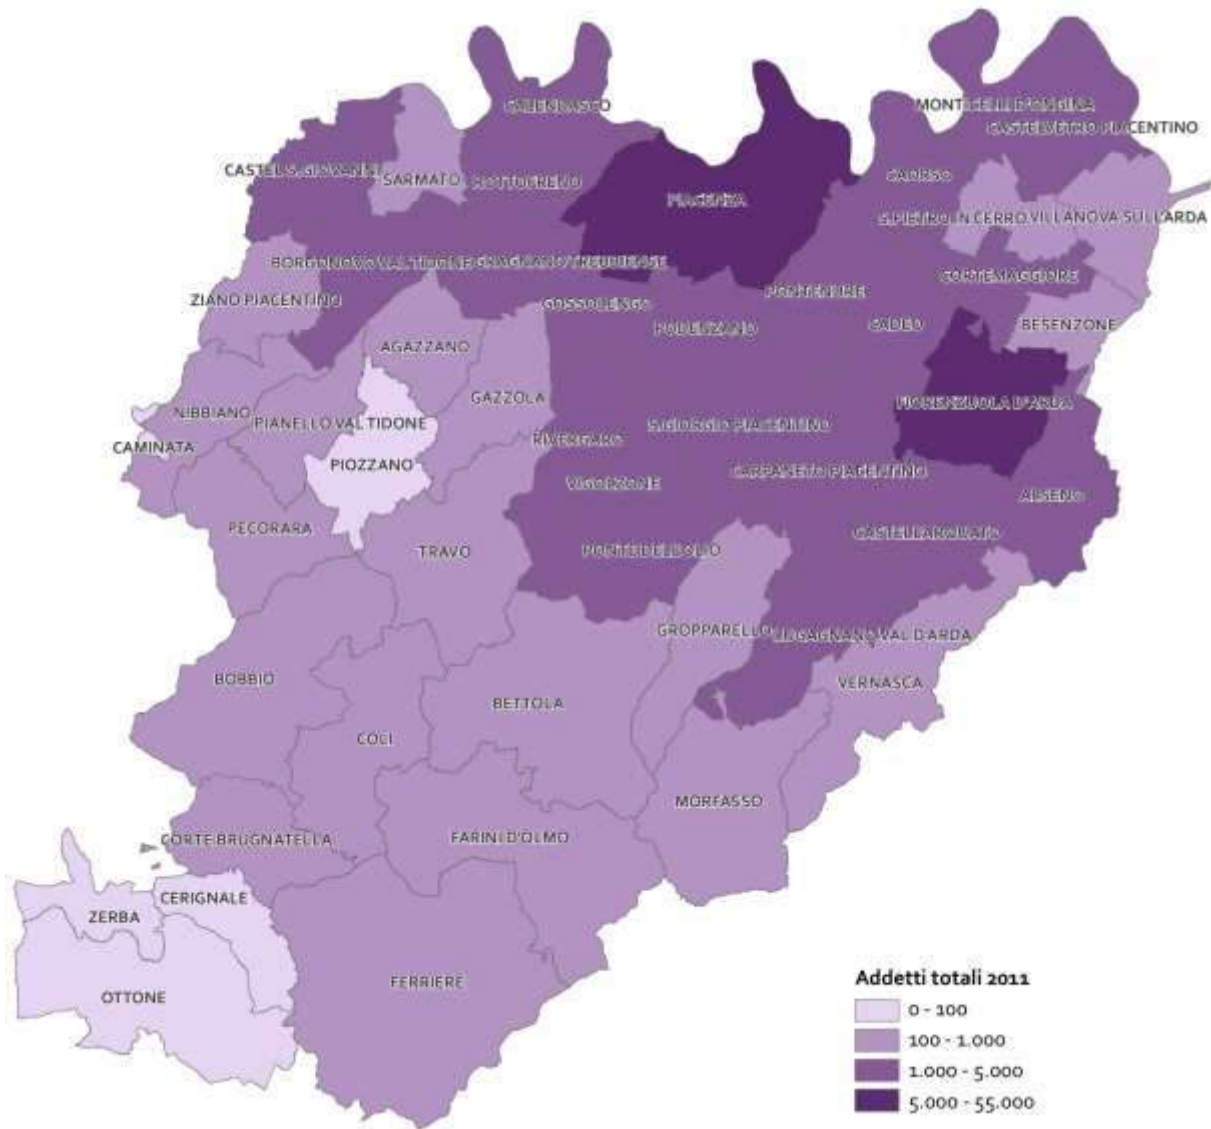 CALENDASCO
MONTICELLI D'ONGINA
CASTELVETRO PIACENTINO
CASTEL S.GIOVANNI
SARMATO
ROTTOFRENO
PIACENZA
CAORSO
S.PIETRO IN CERRO
VILLANOVA SULL'ARDA
BORGONOVO VAL TIDONE
GRAGNANO TREBBIENSE
CORTEMAGGIORE
ZIANO PIACENTINO
GOSSOLENGO
PONTENURE
PODENZANO
CADEO
BESENZONE
AGAZZANO
GAZZOLA
FIORENZUOLA D'ARDA
NIBBIANO
PIANELLO VAL TIDONE
S.GIORGIO PIACENTINO
CAMINATA
RIVERGARO
PIOZZANO
CARPANETO PIACENTINO
VIGOLZONE
ALSENO
PECORARA
TRAVO
PONTE DELL'OLIO
CASTELL'ARQUATO
GROPPARELLO
LUGAGNANO VAL D'ARDA
BOBBIO
VERNASCA
BETTOLA
COLI
MORFASSO
CORTE BRUGNATELLA
FARINI D'OLMO
CERIGNALE
ZERBA
FERRIERE
OTTONE
Addetti totali 2011
0 - 100
100 - 1.000
1.000 - 5.000
5.000 - 55.000